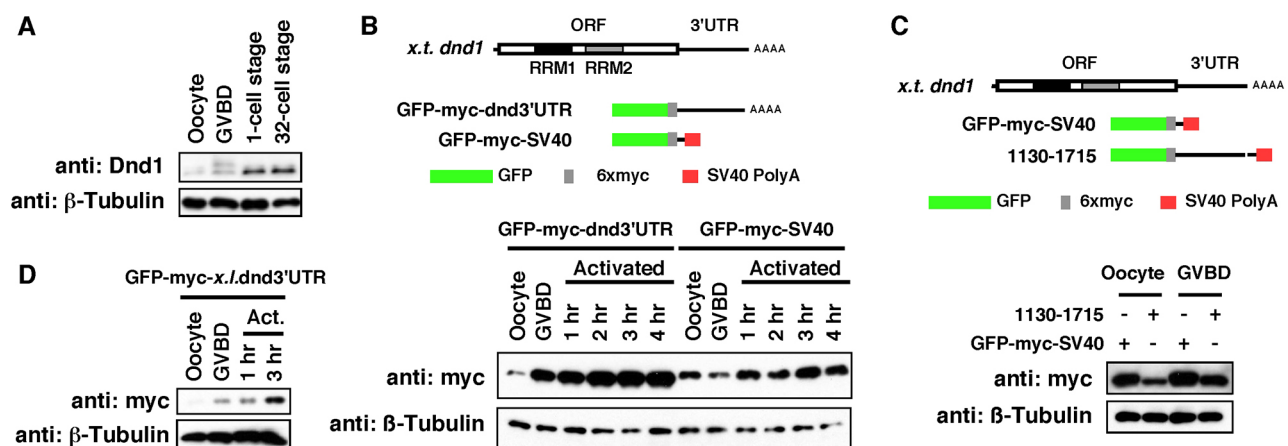 A
Oocyte
GVBD
1-cell stage
32-cell stage
anti: Dnd1
anti: β-Tubulin
B
ORF
3'UTR
x.t. dnd1
AAAA
RRM1
RRM2
GFP-myc-dnd3'UTR
AAAA
GFP-myc-SV40
GFP
6xmyc
SV40 PolyA
GFP-myc-dnd3'UTR
GFP-myc-SV40
Activated
Activated
Oocyte
GVBD
1 hr
2 hr
3 hr
4 hr
Oocyte
GVBD
1 hr
2 hr
3 hr
4 hr
anti: myc
anti: ß-Tubulin
C
ORF
3'UTR
x.t. dnd1
AAAA
GFP-myc-SV40
1130-1715
GFP
6xmyc
SV40 PolyA
Oocyte GVBD
1130-1715 - + - +
GFP-myc-SV40 + - + -
anti: myc
anti: ß-Tubulin
D
GFP-myc-x.l.dnd3'UTR
Act.
Oocyte
GVBD
1 hr
3 hr
anti: myc
anti: β-Tubulin